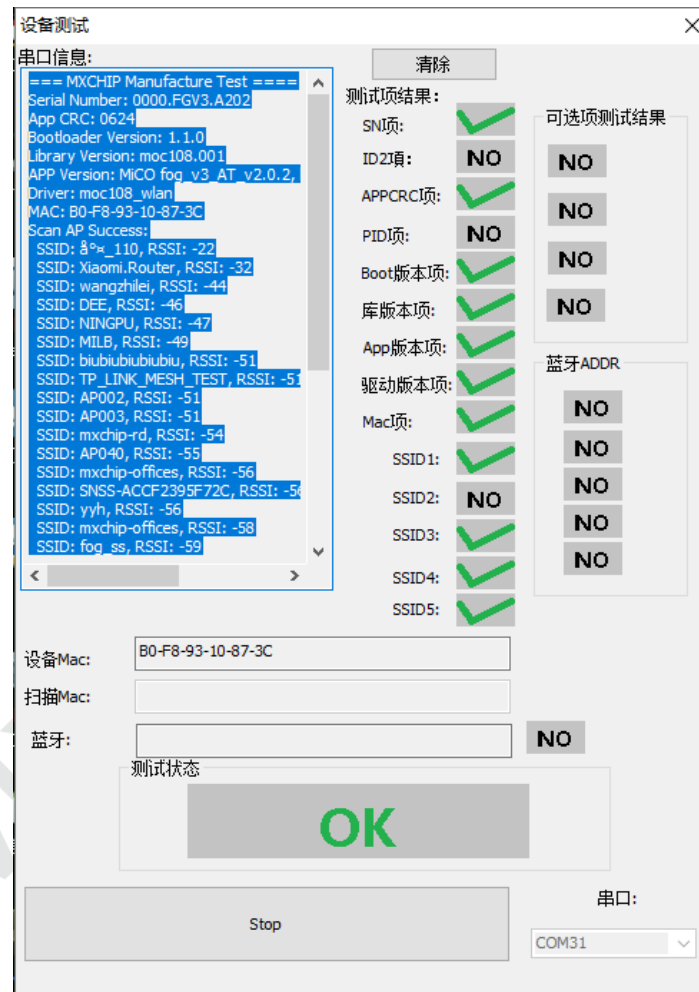 设备测试
串口信息:
清除
=== MXCHIP Manufacture Test ====
Serial Number: 0000.FGV3.A202
App CRC: 0624
Bootloader Version: 1.1.0
Library Version: moc108.001
APP Version: MiCO fog_v3_AT_v2.0.2,
Driver: moc108_wlan
MAC: B0-F8-93-10-87-3C
Scan AP Success:
SSID: å°¤_110, RSSI: -22
SSID: Xiaomi.Router, RSSI: -32
SSID: wangzhilei, RSSI: -44
SSID: DEE, RSSI: -46
SSID: NINGPU, RSSI: -47
SSID: MILB, RSSI: -49
SSID: biubiubiubiubiu, RSSI: -51
SSID: TP_LINK_MESH_TEST, RSSI: -51
SSID: AP002, RSSI: -51
SSID: AP003, RSSI: -51
SSID: mxchip-rd, RSSI: -54
SSID: AP040, RSSI: -55
SSID: mxchip-offices, RSSI: -56
SSID: SNSS-ACCF2395F72C, RSSI: -56
SSID: yyh, RSSI: -56
SSID: mxchip-offices, RSSI: -58
SSID: fog_ss, RSSI: -59
测试项结果:
SN项:
ID2項: NO
APPCRC项:
PID项: NO
Boot版本项:
库版本项:
App版本项:
驱动版本项:
Mac项:
SSID1:
SSID2: NO
SSID3:
SSID4:
SSID5:
可选项测试结果
NO
NO
NO
NO
蓝牙ADDR
NO
NO
NO
NO
NO
设备Mac: B0-F8-93-10-87-3C
扫描Mac:
蓝牙: NO
测试状态
OK
Stop
串口:
COM31